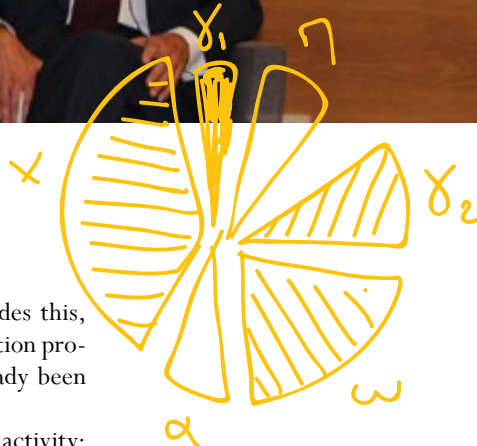 γ₁ η
x
γ₂
des this,
tion pro-
ady been
ω
α
activity;